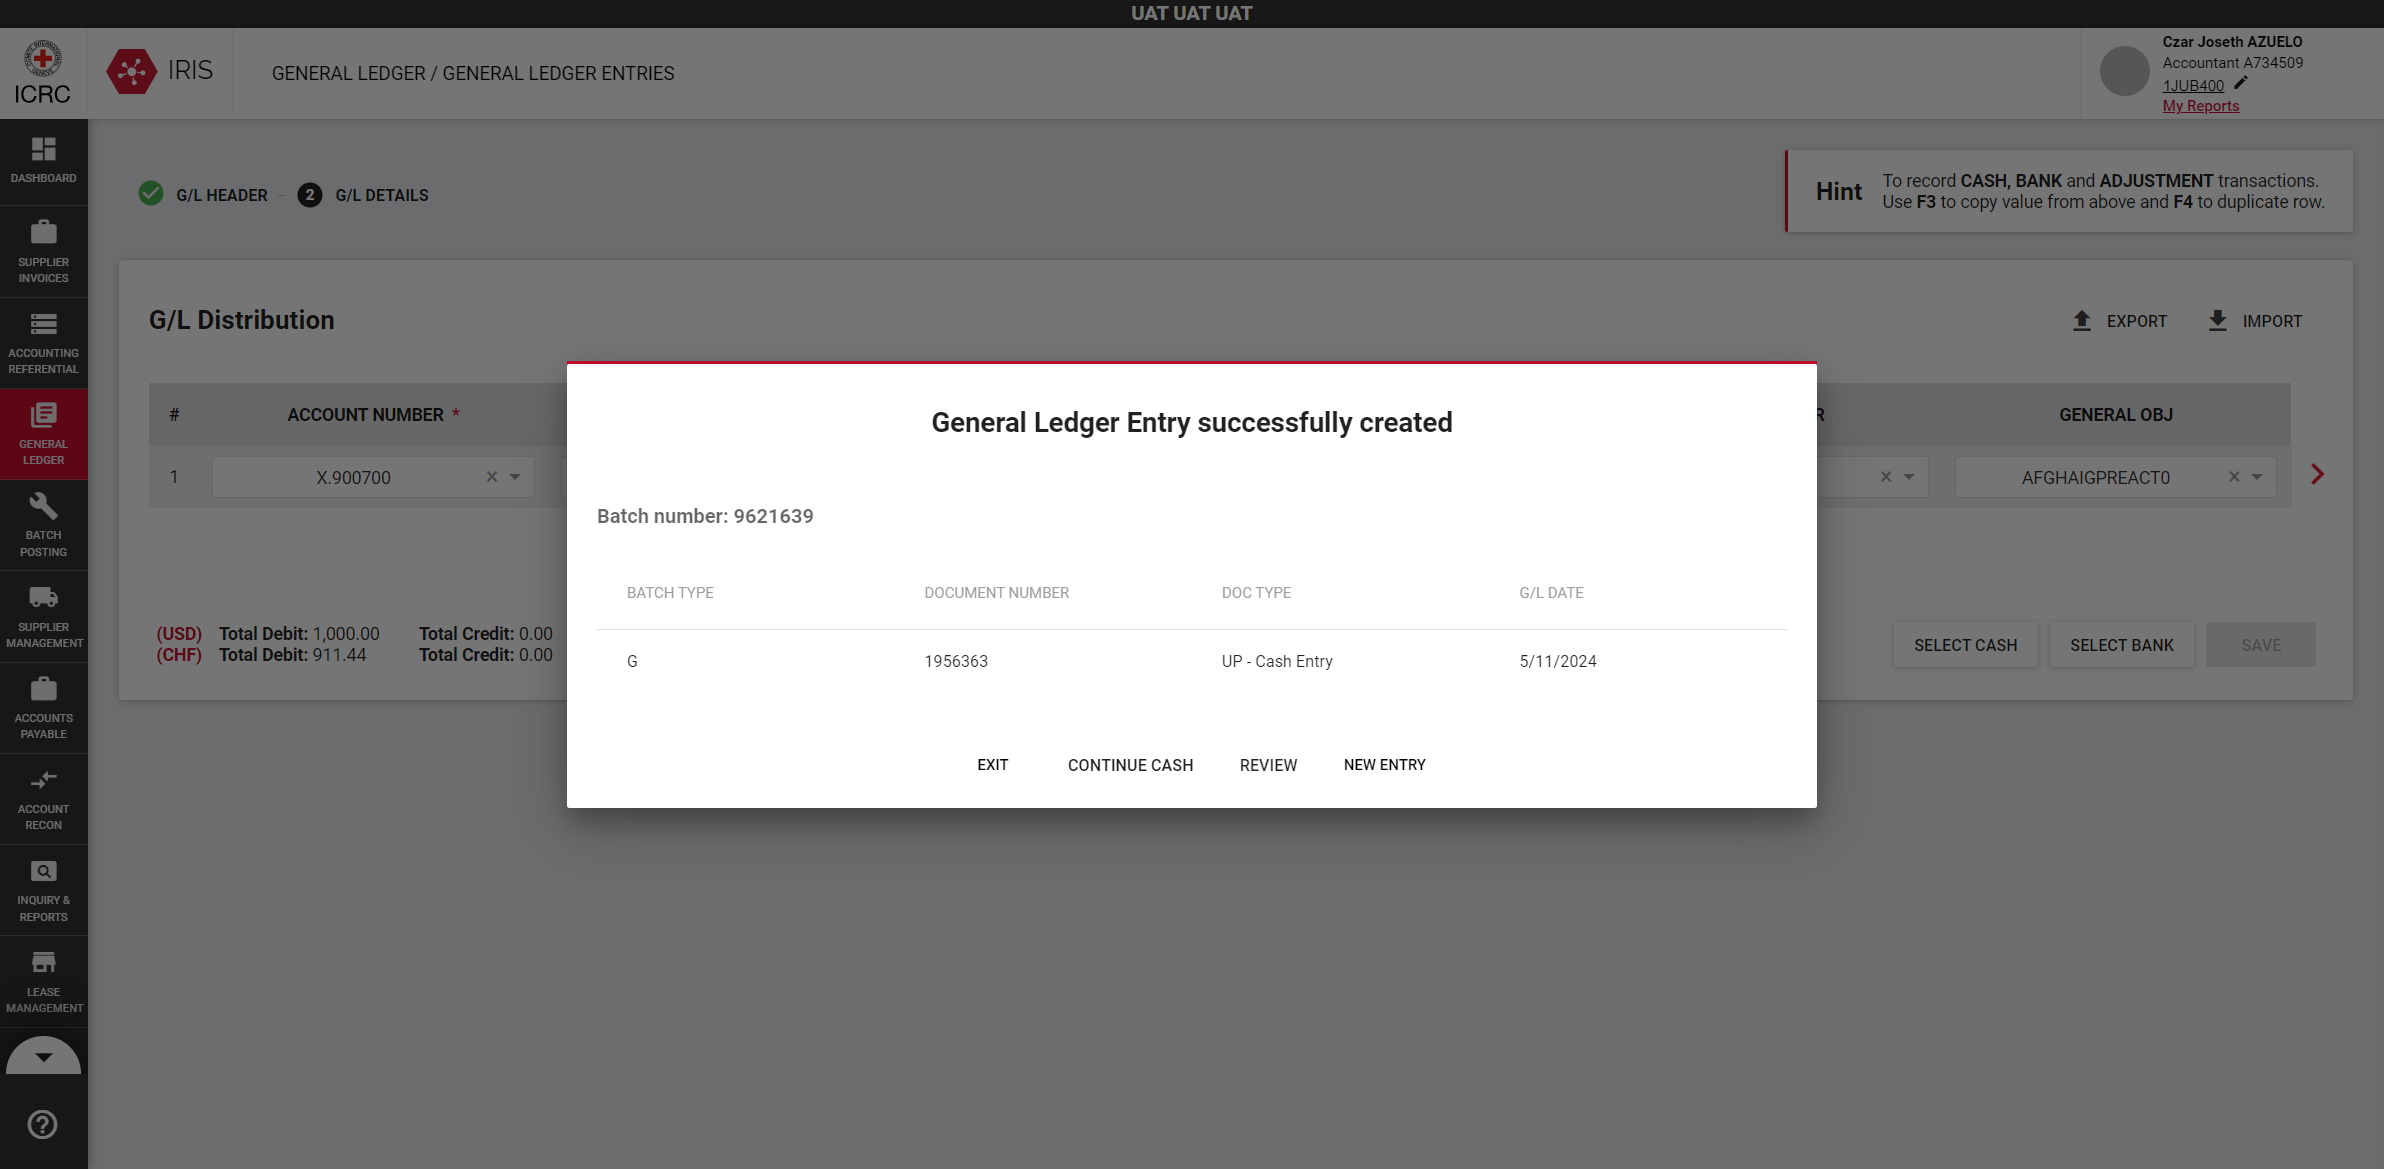 UAT UAT UAT
ICRC
IRIS
GENERAL LEDGER / GENERAL LEDGER ENTRIES
Czar Joseth AZUELO
Accountant A734509
1JUB400
My Reports
DASHBOARD
SUPPLIER
INVOICES
ACCOUNTING
REFERENTIAL
GENERAL
LEDGER
BATCH
POSTING
SUPPLIER
MANAGEMENT
ACCOUNTS
PAYABLE
ACCOUNT
RECON
INQUIRY &
REPORTS
LEASE
MANAGEMENT
G/L HEADER
2 G/L DETAILS
Hint
To record CASH, BANK and ADJUSTMENT transactions.
Use F3 to copy value from above and F4 to duplicate row.
G/L Distribution
EXPORT IMPORT
# ACCOUNT NUMBER * R GENERAL OBJ
1 X.900700 AFGHAIGPREACT0
(USD) Total Debit: 1,000.00 Total Credit: 0.00
(CHF) Total Debit: 911.44 Total Credit: 0.00
SELECT CASH SELECT BANK SAVE
General Ledger Entry successfully created
Batch number: 9621639
BATCH TYPE DOCUMENT NUMBER DOC TYPE G/L DATE
G 1956363 UP - Cash Entry 5/11/2024
EXIT CONTINUE CASH REVIEW NEW ENTRY